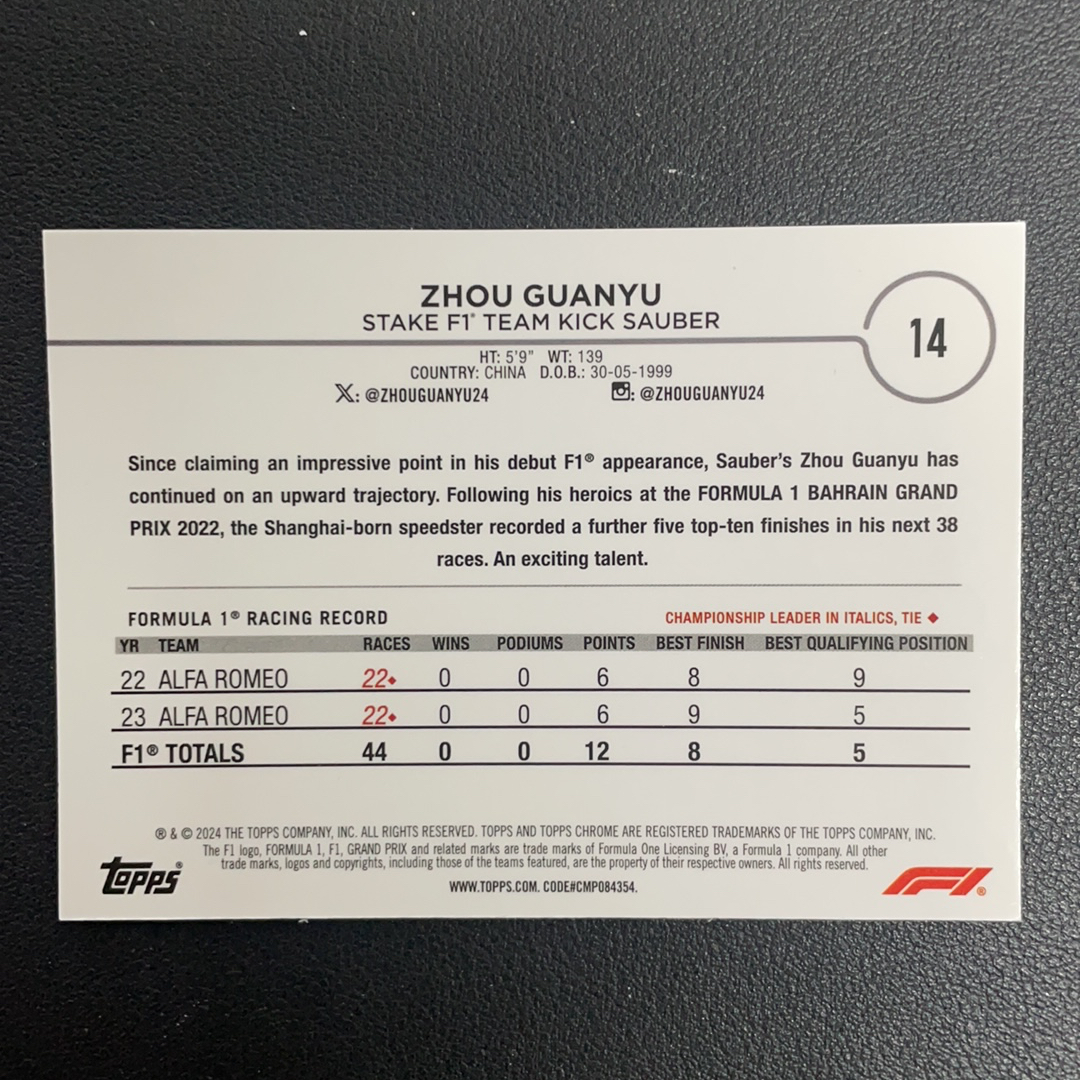 ZHOU GUANYU
STAKE F1® TEAM KICK SAUBER
14
HT: 5'9" WT: 139
COUNTRY: CHINA D.O.B.: 30-05-1999
X: @ZHOUGUANYU24 : @ZHOUGUANYU24
Since claiming an impressive point in his debut F1® appearance, Sauber's Zhou Guanyu has
continued on an upward trajectory. Following his heroics at the FORMULA 1 BAHRAIN GRAND
PRIX 2022, the Shanghai-born speedster recorded a further five top-ten finishes in his next 38
races. An exciting talent.
FORMULA 1® RACING RECORD CHAMPIONSHIP LEADER IN ITALICS, TIE ◆
YR TEAM RACES WINS PODIUMS POINTS BEST FINISH BEST QUALIFYING POSITION
22 ALFA ROMEO 22◆ 0 0 6 8 9
23 ALFA ROMEO 22◆ 0 0 6 9 5
F1® TOTALS 44 0 0 12 8 5
® & © 2024 THE TOPPS COMPANY, INC. ALL RIGHTS RESERVED. TOPPS AND TOPPS CHROME ARE REGISTERED TRADEMARKS OF THE TOPPS COMPANY, INC.
The F1 logo, FORMULA 1, F1, GRAND PRIX and related marks are trade marks of Formula One Licensing BV, a Formula 1 company. All other
trade marks, logos and copyrights, including those of the teams featured, are the property of their respective owners. All rights reserved.
WWW.TOPPS.COM. CODE#CMP084354.
Topps®
F1®